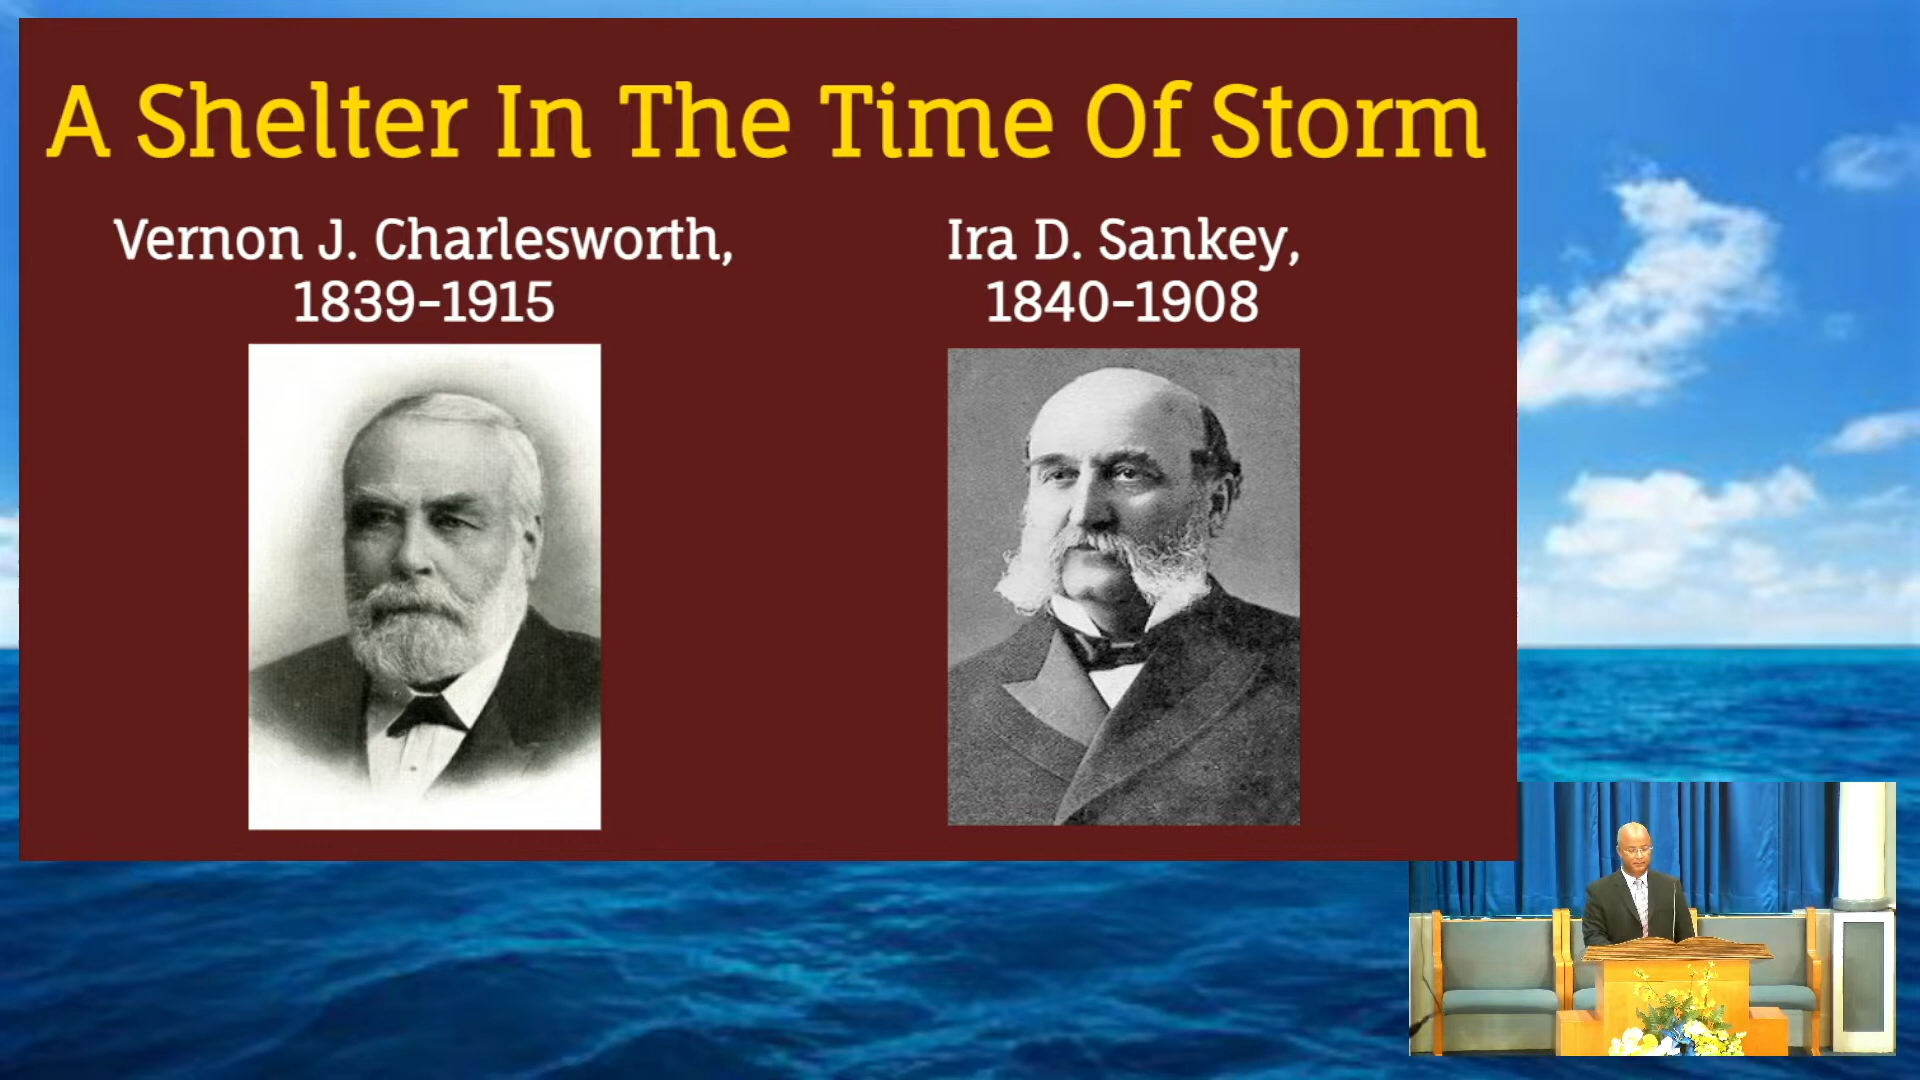 A Shelter In The Time Of Storm
Vernon J. Charlesworth,
1839-1915
Ira D. Sankey,
1840-1908